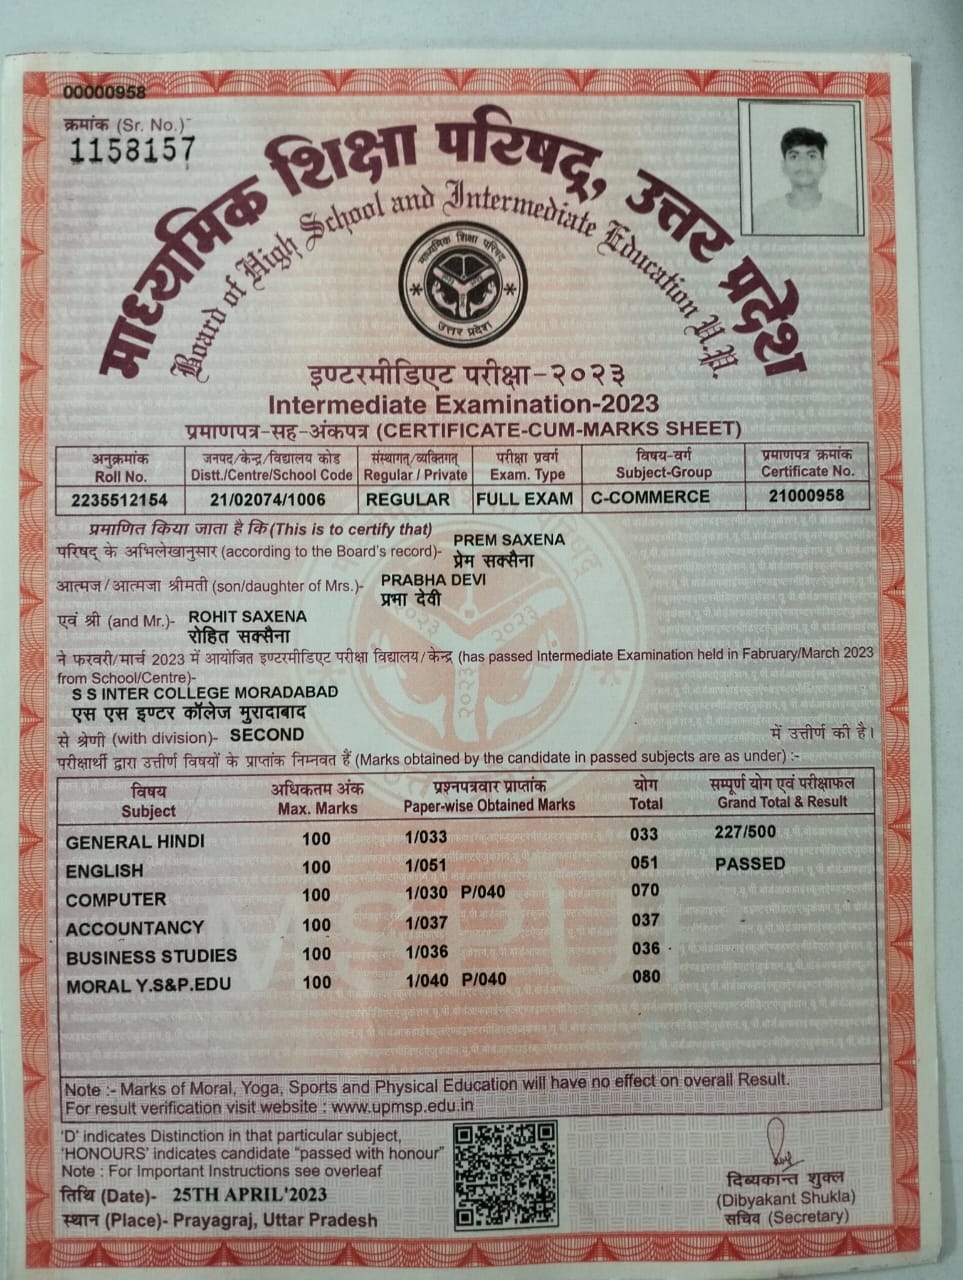 00000958
क्रमांक (Sr. No.)-
1158157
माध्यमिक शिक्षा परिषद्, उत्तर प्रदेश
Board of High School and Intermediate Education U.P.
माध्यमिक शिक्षा परिषद
उत्तर प्रदेश
इण्टरमीडिएट परीक्षा-२०२३
Intermediate Examination-2023
प्रमाणपत्र-सह-अंकपत्र (CERTIFICATE-CUM-MARKS SHEET)
अनुक्रमांक जनपद/केन्द्र/विद्यालय कोड संस्थागत/व्यक्तिगत परीक्षा प्रवर्ग विषय-वर्ग प्रमाणपत्र क्रमांक
Roll No. Distt./Centre/School Code Regular / Private Exam. Type Subject-Group Certificate No.
2235512154 21/02074/1006 REGULAR FULL EXAM C-COMMERCE 21000958
प्रमाणित किया जाता है कि (This is to certify that)
PREM SAXENA
परिषद् के अभिलेखानुसार (according to the Board's record)-
प्रेम सक्सैना
PRABHA DEVI
आत्मज/आत्मजा श्रीमती (son/daughter of Mrs.)-
प्रभा देवी
एवं श्री (and Mr.)- ROHIT SAXENA
रोहित सक्सैना
ने फरवरी/मार्च 2023 में आयोजित इण्टरमीडिएट परीक्षा विद्यालय/केन्द्र (has passed Intermediate Examination held in Fabruary/March 2023
from School/Centre)-
S S INTER COLLEGE MORADABAD
एस एस इण्टर कॉलेज मुरादाबाद
से श्रेणी (with division)- SECOND में उत्तीर्ण की है।
परीक्षार्थी द्वारा उत्तीर्ण विषयों के प्राप्तांक निम्नवत हैं (Marks obtained by the candidate in passed subjects are as under) :-
विषय अधिकतम अंक प्रश्नपत्रवार प्राप्तांक योग सम्पूर्ण योग एवं परीक्षाफल
Subject Max. Marks Paper-wise Obtained Marks Total Grand Total & Result
GENERAL HINDI 100 1/033 033 227/500
ENGLISH 100 1/051 051 PASSED
COMPUTER 100 1/030 P/040 070
ACCOUNTANCY 100 1/037 037
BUSINESS STUDIES 100 1/036 036
MORAL Y.S&P.EDU 100 1/040 P/040 080
MSPUP
Note :- Marks of Moral, Yoga, Sports and Physical Education will have no effect on overall Result.
For result verification visit website : www.upmsp.edu.in
'D' indicates Distinction in that particular subject,
'HONOURS' indicates candidate "passed with honour"
Note : For Important Instructions see overleaf
तिथि (Date)- 25TH APRIL'2023
स्थान (Place)- Prayagraj, Uttar Pradesh
दिब्यकान्त शुक्ल
(Dibyakant Shukla)
सचिव (Secretary)